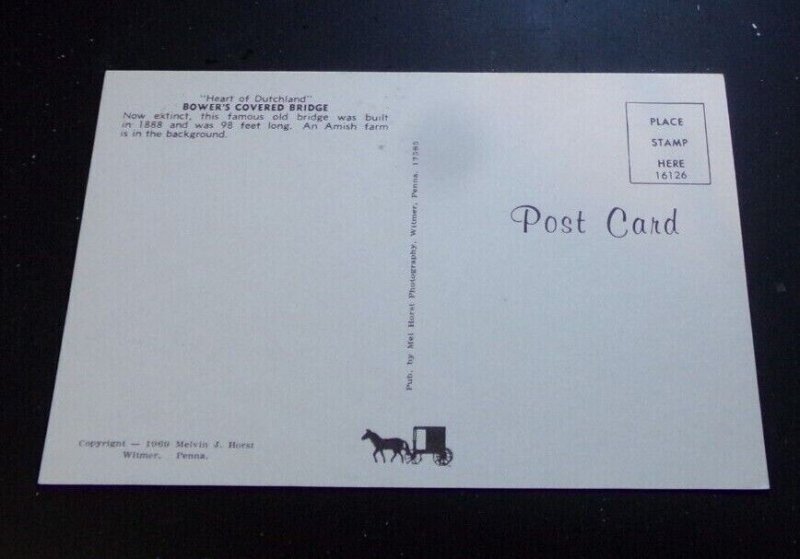 "Heart of Dutchland"
BOWER'S COVERED BRIDGE
Now extinct, this famous old bridge was built
in 1888 and was 98 feet long. An Amish farm
is in the background.
Pub. by Mel Horst Photography, Witmer, Penna. 17585
PLACE
STAMP
HERE
16126
Post Card
Copyright — 1969 Melvin J. Horst
Witmer, Penna.